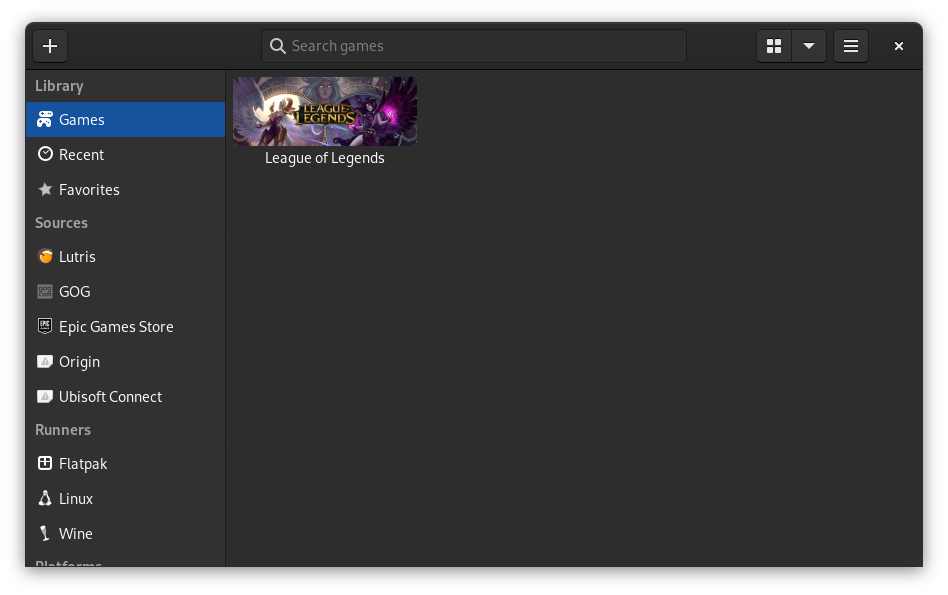 Search games
Library
Games
Recent
Favorites
Sources
Lutris
GOG
Epic Games Store
Origin
Ubisoft Connect
Runners
Flatpak
Linux
Wine
Platforms
LEAGUE OF
LEGENDS
League of Legends